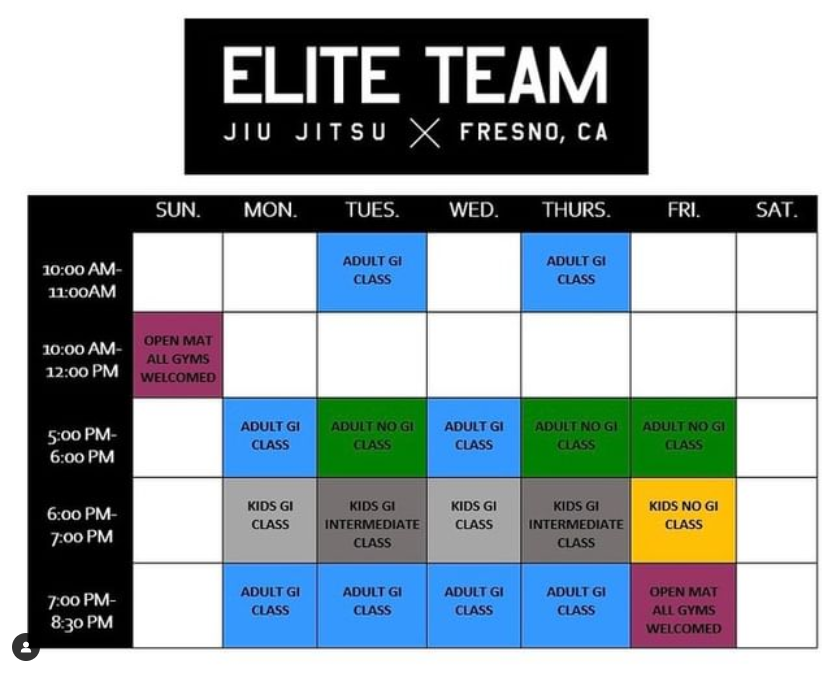 ELITE TEAM
JIU JITSU X FRESNO, CA
SUN. MON. TUES. WED. THURS. FRI. SAT.
10:00 AM-
11:00AM
ADULT GI
CLASS
ADULT GI
CLASS
10:00 AM-
12:00 PM
OPEN MAT
ALL GYMS
WELCOMED
5:00 PM-
6:00 PM
ADULT GI
CLASS
ADULT NO GI
CLASS
ADULT GI
CLASS
ADULT NO GI
CLASS
ADULT NO GI
CLASS
6:00 PM-
7:00 PM
KIDS GI
CLASS
KIDS GI
INTERMEDIATE
CLASS
KIDS GI
CLASS
KIDS GI
INTERMEDIATE
CLASS
KIDS NO GI
CLASS
7:00 PM-
8:30 PM
ADULT GI
CLASS
ADULT GI
CLASS
ADULT GI
CLASS
ADULT GI
CLASS
OPEN MAT
ALL GYMS
WELCOMED